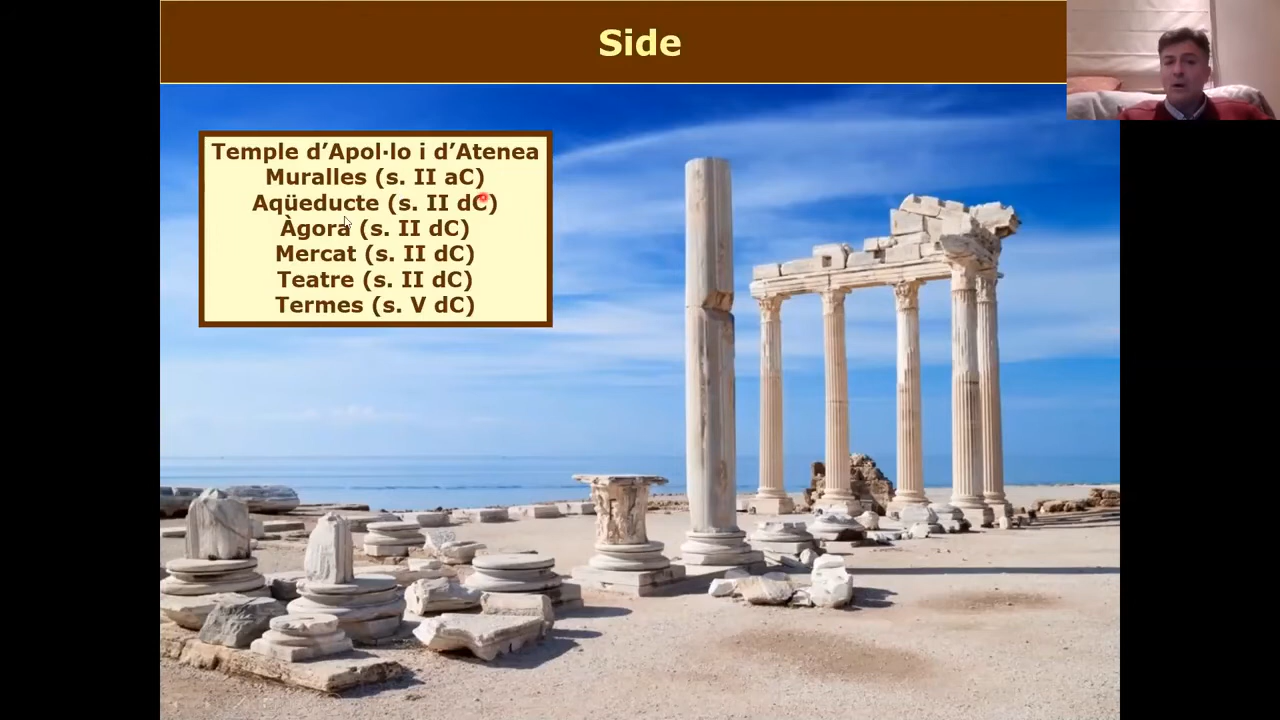 Side
Temple d’Apol·lo i d’Atenea
Muralles (s. II aC)
Aqüeducte (s. II dC)
Àgora (s. II dC)
Mercat (s. II dC)
Teatre (s. II dC)
Termes (s. V dC)